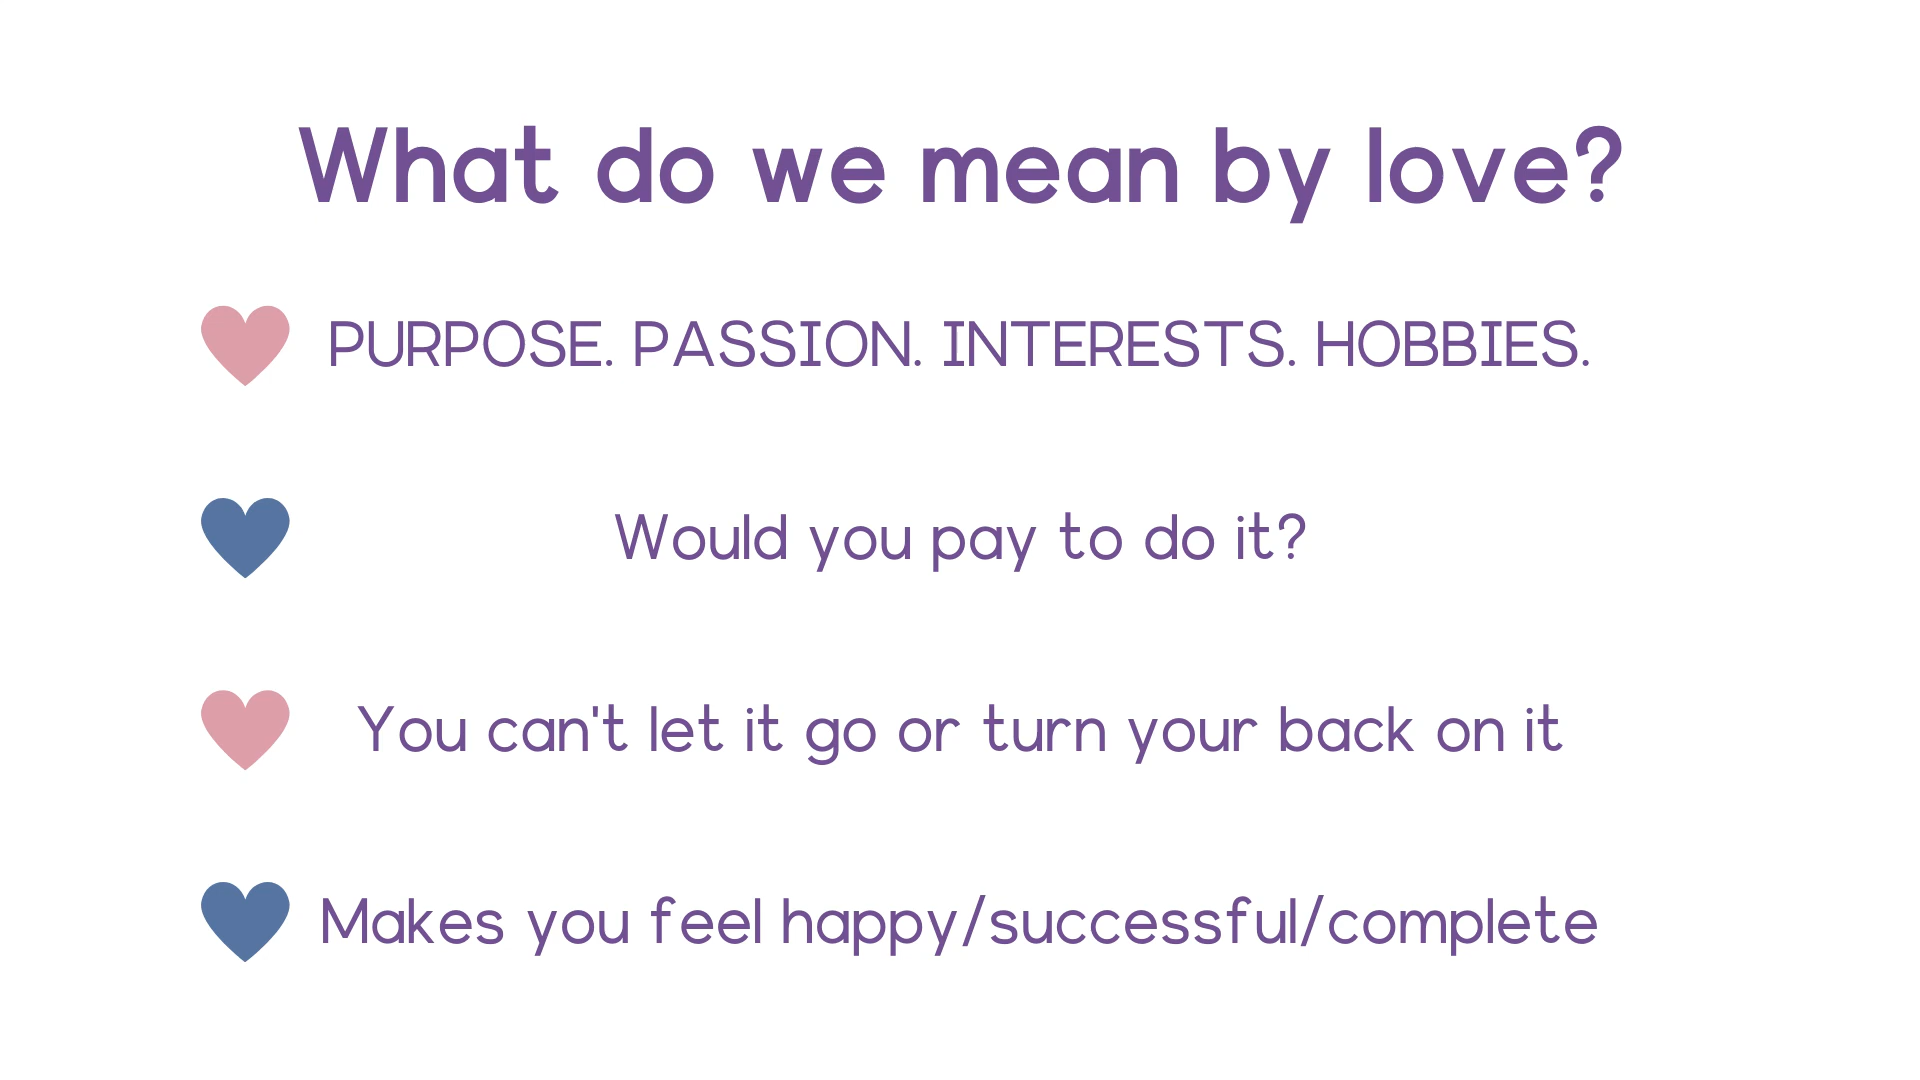 What do we mean by love?
PURPOSE. PASSION. INTERESTS. HOBBIES.
Would you pay to do it?
You can't let it go or turn your back on it
Makes you feel happy/successful/complete